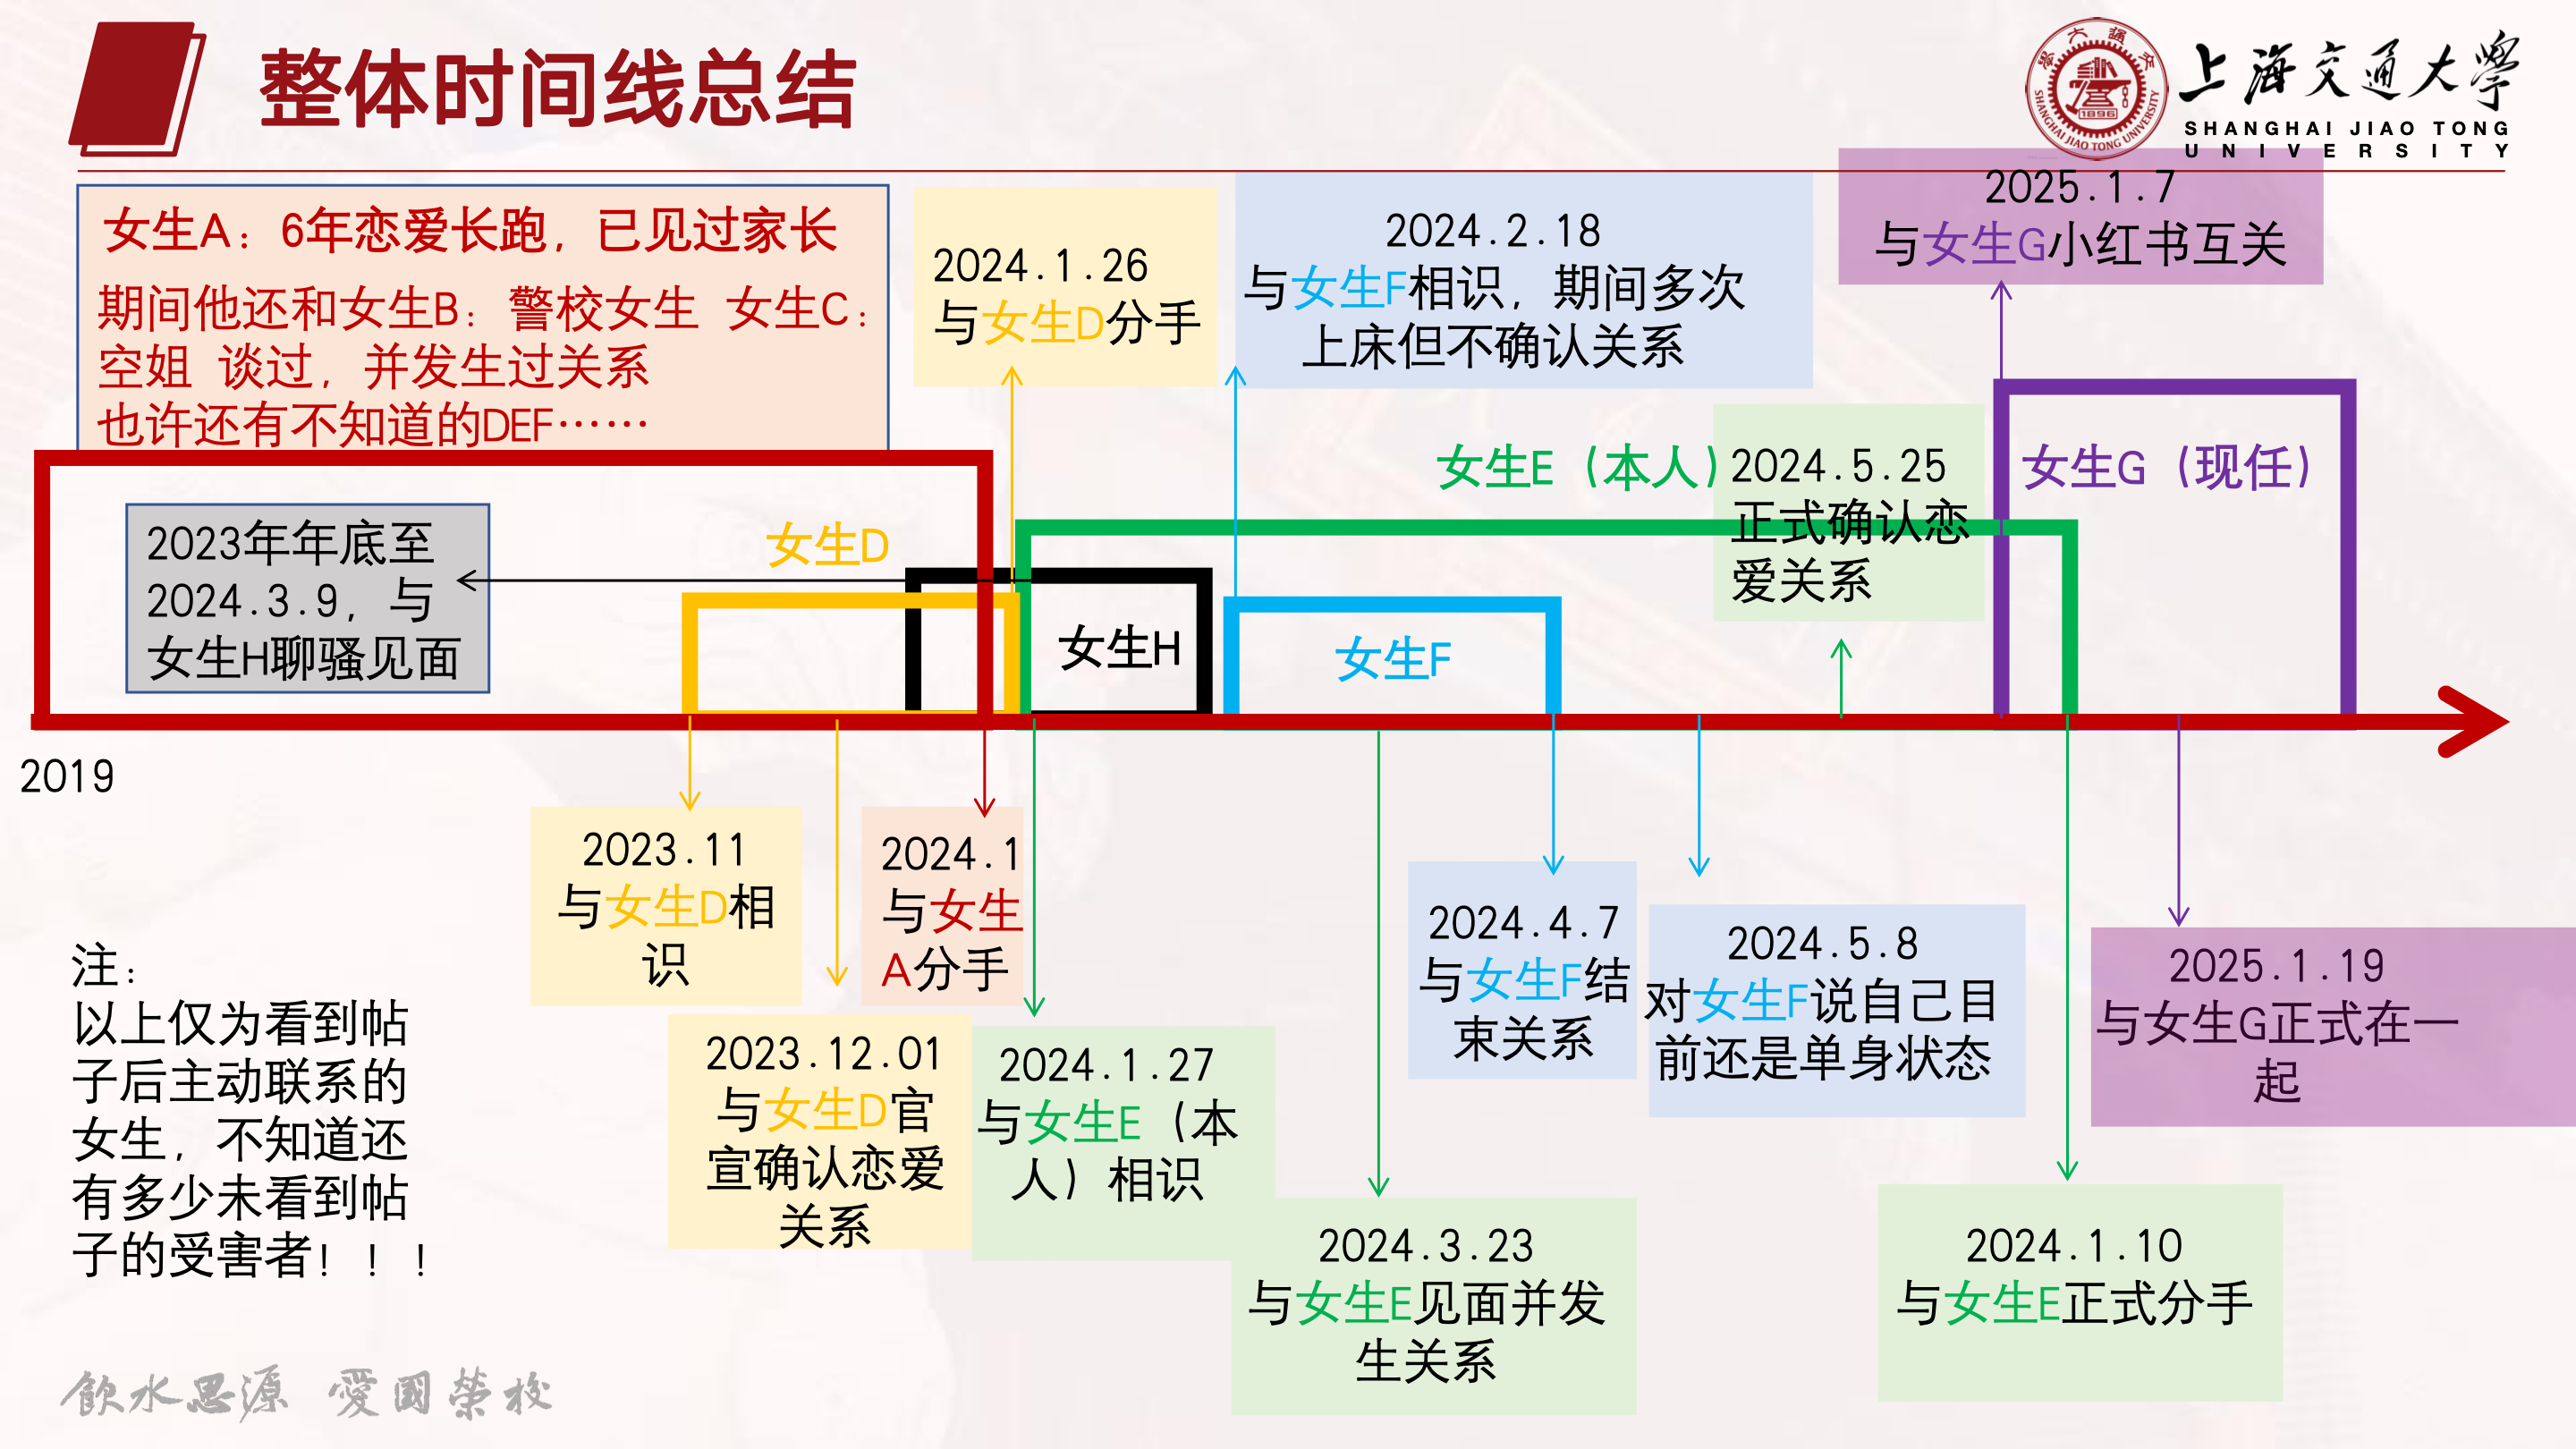 整体时间线总结
上海交通大学
SHANGHAI JIAO TONG
UNIVERSITY
SHANGHAI JIAO TONG UNIVERSITY
1896
女生A：6年恋爱长跑，已见过家长
期间他还和女生B：警校女生 女生C：
空姐 谈过，并发生过关系
也许还有不知道的DEF……
2024.1.26
与女生D分手
2024.2.18
与女生F相识，期间多次
上床但不确认关系
2025.1.7
与女生G小红书互关
女生E（本人）
2024.5.25
正式确认恋
爱关系
女生G（现任）
2023年年底至
2024.3.9，与
女生H聊骚见面
女生D
女生H
女生F
2019
2023.11
与女生D相
识
2024.1
与女生
A分手
2024.4.7
与女生F结
束关系
2024.5.8
对女生F说自己目
前还是单身状态
2025.1.19
与女生G正式在一
起
2023.12.01
与女生D官
宣确认恋爱
关系
2024.1.27
与女生E（本
人）相识
2024.3.23
与女生E见面并发
生关系
2024.1.10
与女生E正式分手
注：
以上仅为看到帖
子后主动联系的
女生，不知道还
有多少未看到帖
子的受害者！！！
飲水思源 愛國榮校